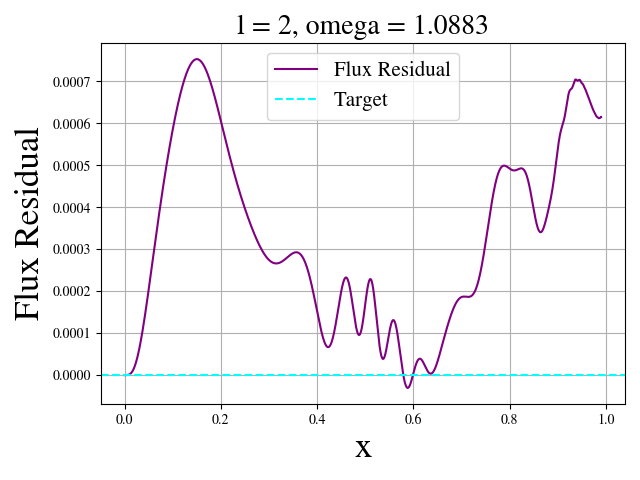 l = 2, omega = 1.0883
Flux Residual
Target
Flux Residual
0.0007
0.0006
0.0005
0.0004
0.0003
0.0002
0.0001
0.0000
0.0 0.2 0.4 0.6 0.8 1.0
x